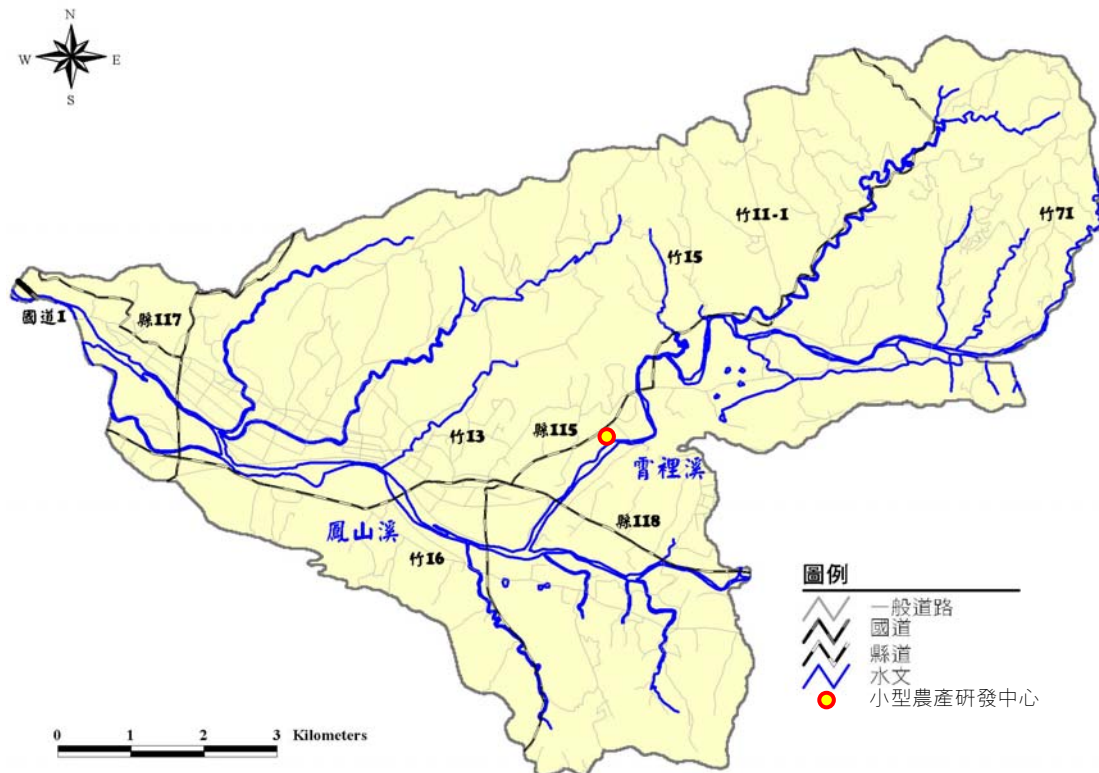 N
W E
S
竹11-1
竹71
竹15
國道1
縣117
竹13
縣115
霄裡溪
鳳山溪
縣118
竹16
圖例
一般道路
國道
縣道
水文
小型農產研發中心
0 1 2 3 Kilometers